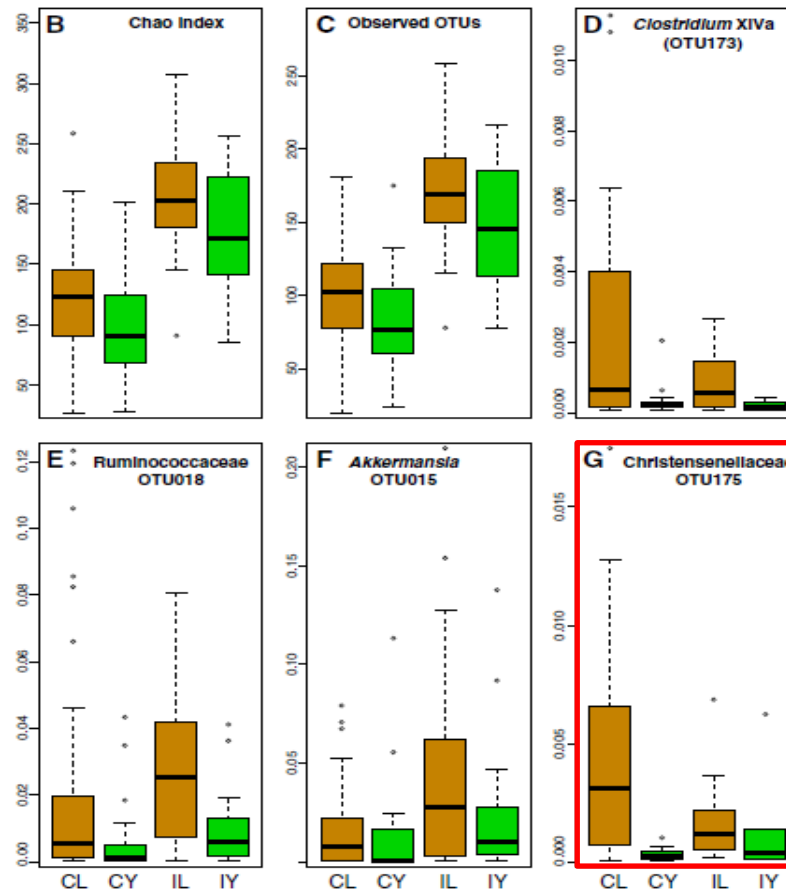 B Chao Index
350
300
250
200
150
100
50
C Observed OTUs
250
200
150
100
50
D Clostridium XIVa
(OTU173)
0.010
0.008
0.006
0.004
0.002
0.000
E Ruminococcaceae
OTU018
0.12
0.10
0.08
0.06
0.04
0.02
0.00
CL CY IL IY
F Akkermansia
OTU015
0.20
0.15
0.10
0.05
CL CY IL IY
G Christensenellaceae
OTU175
0.015
0.010
0.005
0.000
CL CY IL IY